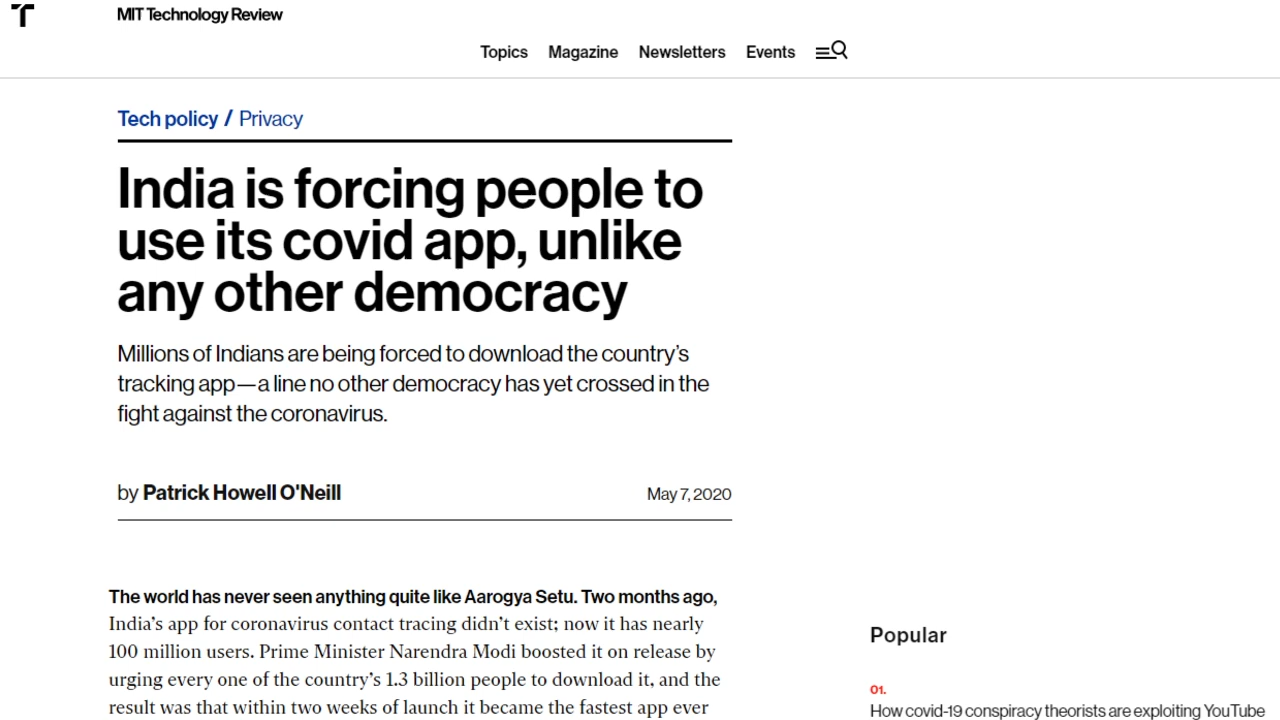 MIT Technology Review
Topics Magazine Newsletters Events
Tech policy / Privacy
India is forcing people to
use its covid app, unlike
any other democracy
Millions of Indians are being forced to download the country’s
tracking app—a line no other democracy has yet crossed in the
fight against the coronavirus.
by Patrick Howell O'Neill May 7, 2020
The world has never seen anything quite like Aarogya Setu. Two months ago,
India’s app for coronavirus contact tracing didn’t exist; now it has nearly
100 million users. Prime Minister Narendra Modi boosted it on release by
urging every one of the country’s 1.3 billion people to download it, and the
result was that within two weeks of launch it became the fastest app ever
Popular
01.
How covid-19 conspiracy theorists are exploiting YouTube